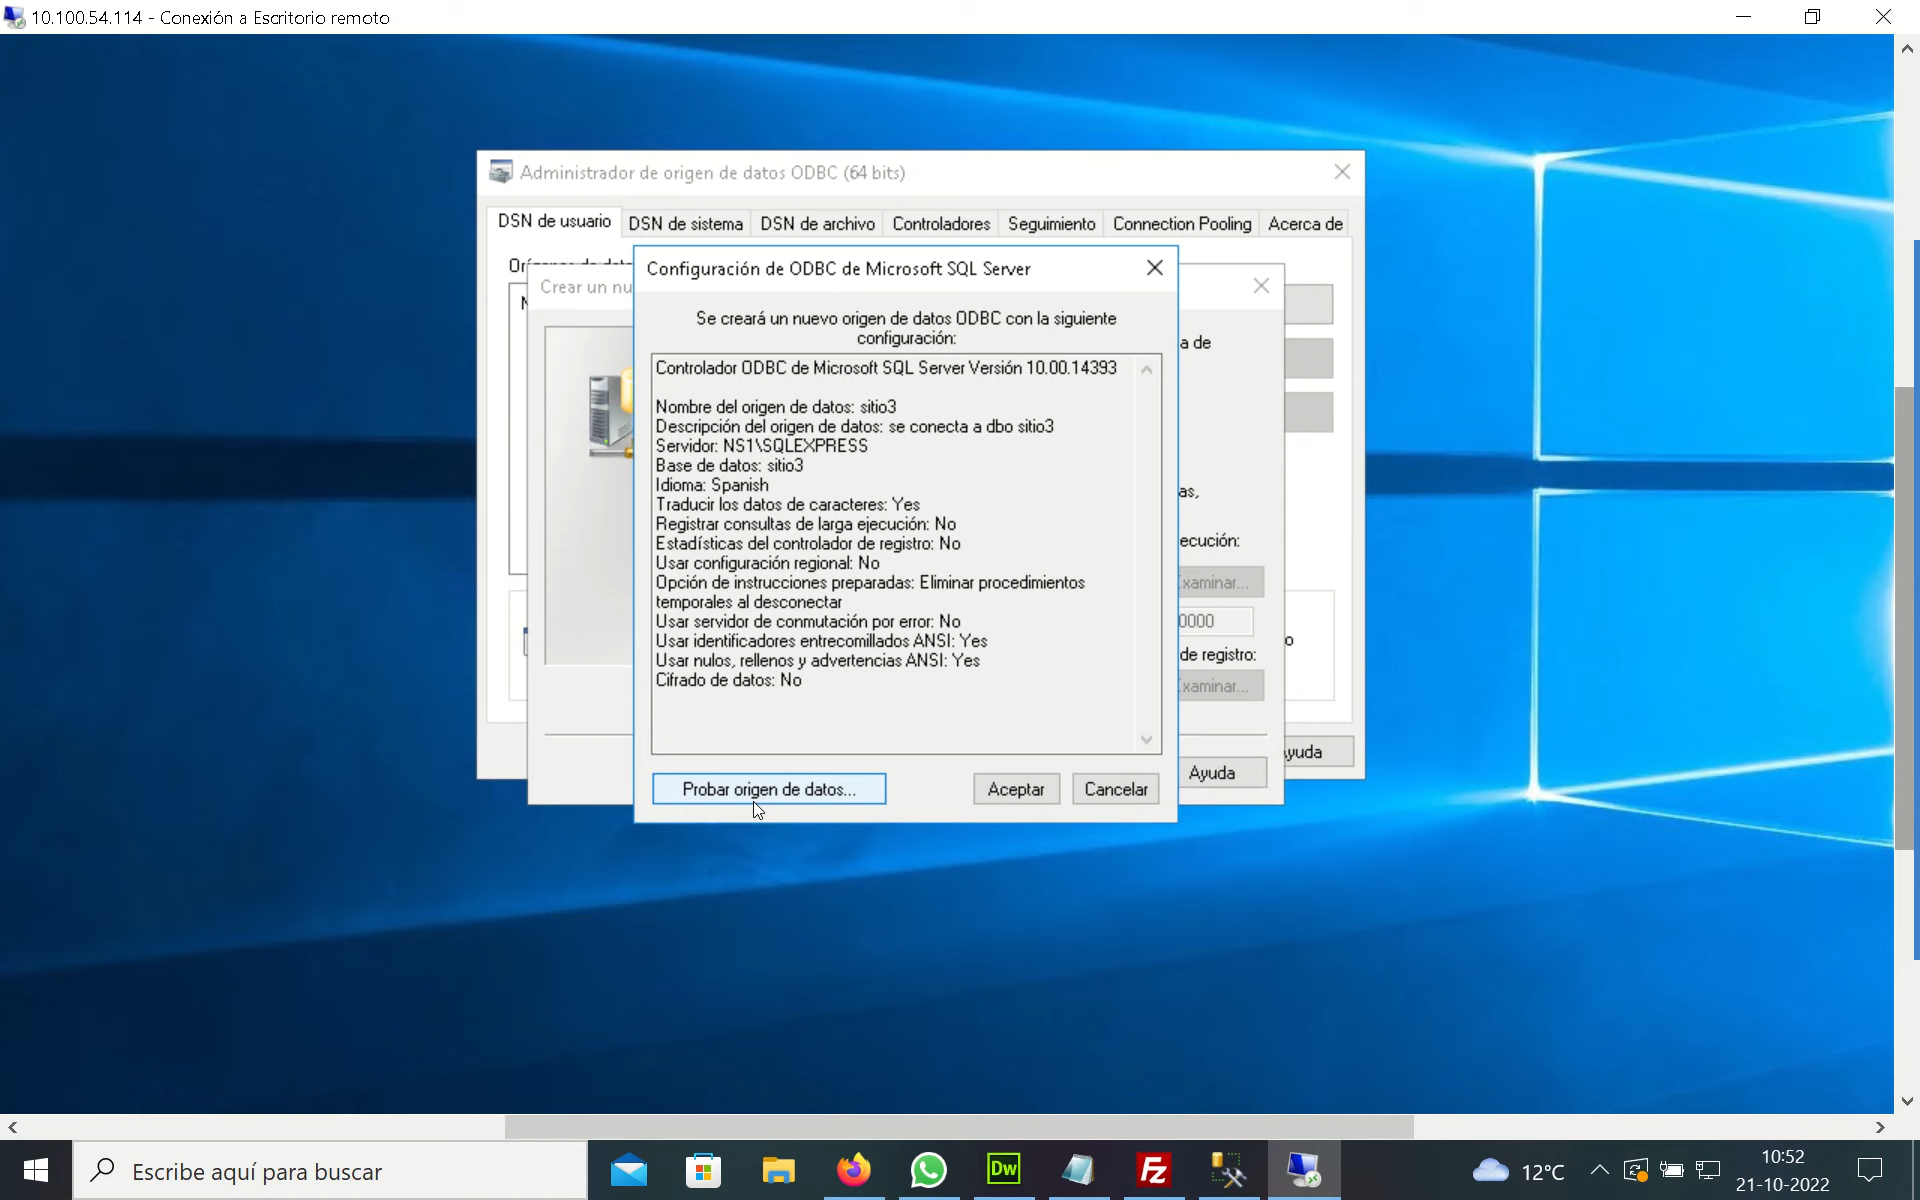 10.100.54.114 - Conexión a Escritorio remoto
Administrador de origen de datos ODBC (64 bits)
DSN de usuario
DSN de sistema
DSN de archivo
Controladores
Seguimiento
Connection Pooling
Acerca de
Crear un nu
Configuración de ODBC de Microsoft SQL Server
Se creará un nuevo origen de datos ODBC con la siguiente
configuración:
Controlador ODBC de Microsoft SQL Server Versión 10.00.14393
Nombre del origen de datos: sitio3
Descripción del origen de datos: se conecta a dbo sitio3
Servidor: NS1\SQLEXPRESS
Base de datos: sitio3
Idioma: Spanish
Traducir los datos de caracteres: Yes
Registrar consultas de larga ejecución: No
Estadísticas del controlador de registro: No
Usar configuración regional: No
Opción de instrucciones preparadas: Eliminar procedimientos
temporales al desconectar
Usar servidor de conmutación por error: No
Usar identificadores entrecomillados ANSI: Yes
Usar nulos, rellenos y advertencias ANSI: Yes
Cifrado de datos: No
Probar origen de datos...
Aceptar
Cancelar
a de
as,
ecución:
xaminar...
0000
de registro:
xaminar...
Ayuda
o
yuda
Escribe aquí para buscar
Dw
Fz
12°C
10:52
21-10-2022